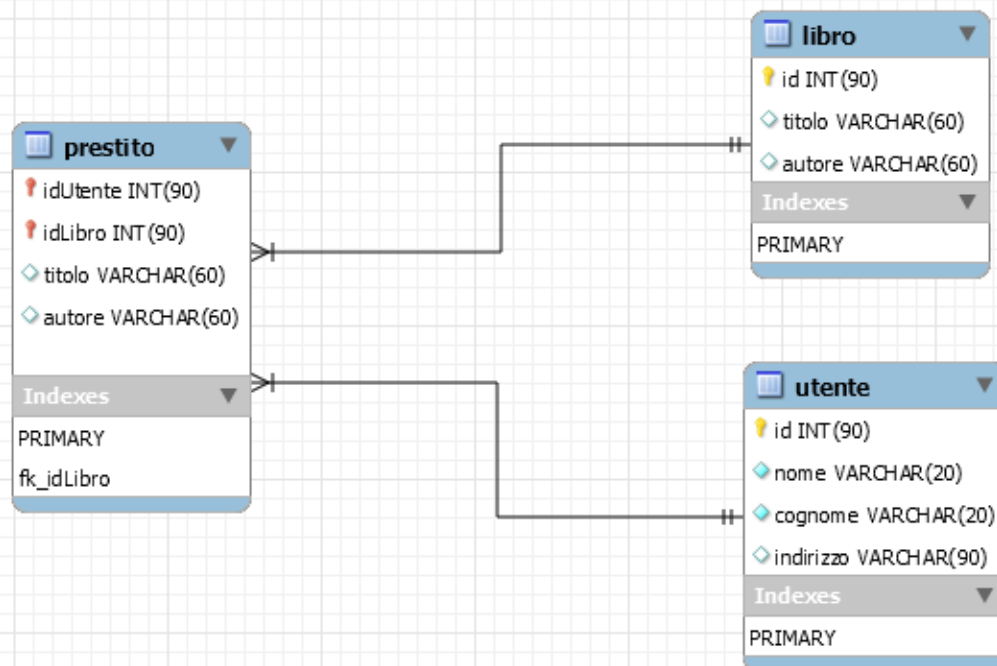 prestito
idUtente INT(90)
idLibro INT(90)
titolo VARCHAR(60)
autore VARCHAR(60)
Indexes
PRIMARY
fk_idLibro
libro
id INT(90)
titolo VARCHAR(60)
autore VARCHAR(60)
Indexes
PRIMARY
utente
id INT(90)
nome VARCHAR(20)
cognome VARCHAR(20)
indirizzo VARCHAR(90)
Indexes
PRIMARY